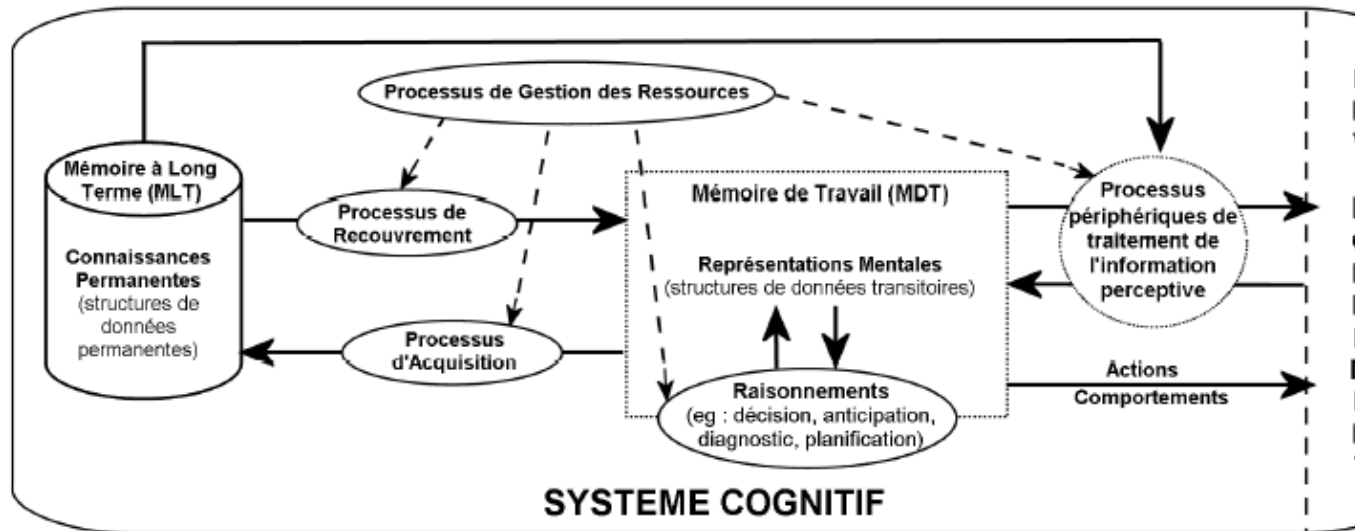 Processus de Gestion des Ressources
Mémoire à Long
Terme (MLT)
Connaissances
Permanentes
(structures de
données
permanentes)
Processus de
Recouvrement
Processus
d'Acquisition
Mémoire de Travail (MDT)
Représentations Mentales
(structures de données transitoires)
Raisonnements
(eg : décision, anticipation,
diagnostic, planification)
Processus
périphériques de
traitement de
l'information
perceptive
Actions
Comportements
SYSTEME COGNITIF